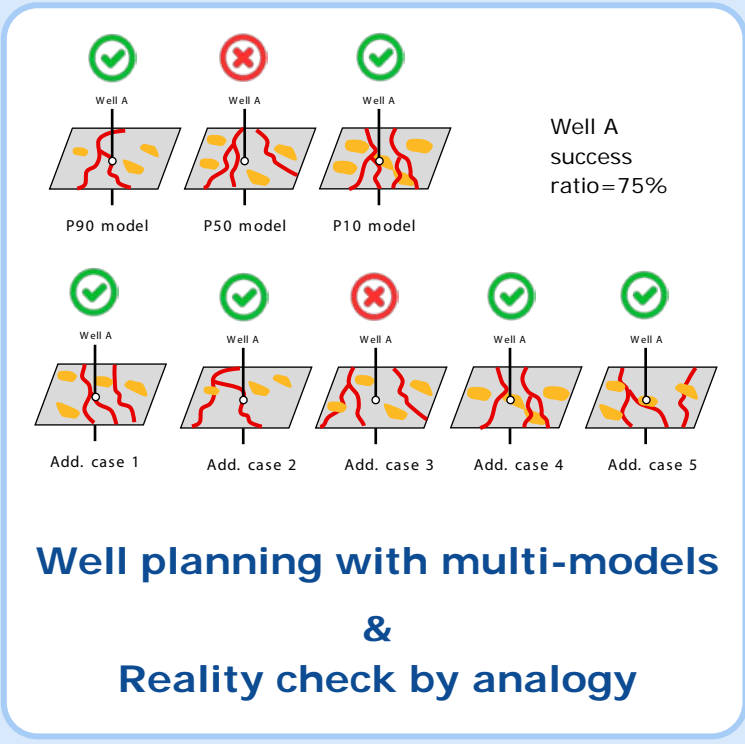 Well A
Well A
Well A
Well A
success
ratio=75%
P90 model
P50 model
P10 model
Well A
Well A
Well A
Well A
Well A
Add. case 1
Add. case 2
Add. case 3
Add. case 4
Add. case 5
Well planning with multi-models
&
Reality check by analogy